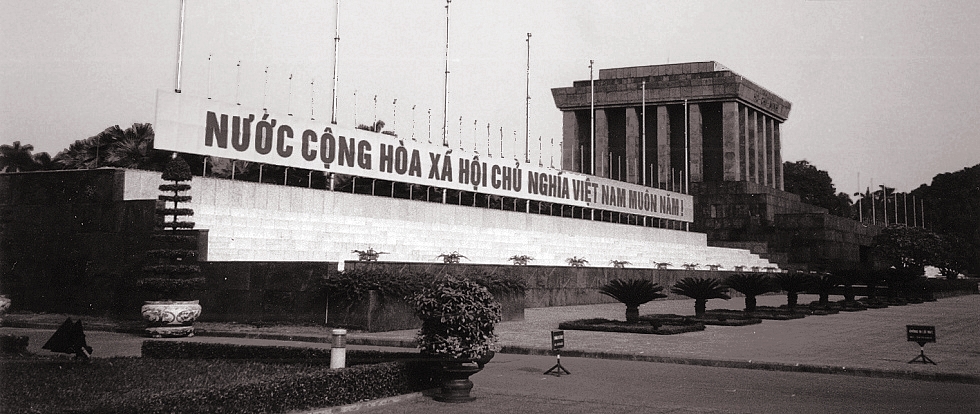 NƯỚC CỘNG HÒA XÃ HỘI CHỦ NGHĨA VIỆT NAM MUÔN NĂM!